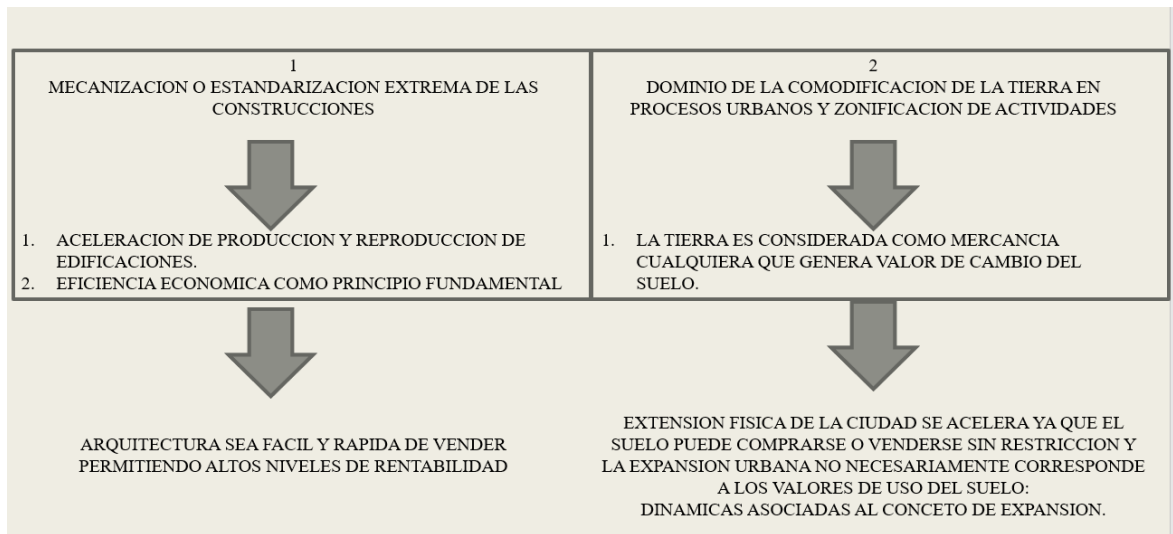 1
MECANIZACION O ESTANDARIZACION EXTREMA DE LAS
CONSTRUCCIONES
1. ACELERACION DE PRODUCCION Y REPRODUCCION DE
EDIFICACIONES.
2. EFICIENCIA ECONOMICA COMO PRINCIPIO FUNDAMENTAL
ARQUITECTURA SEA FACIL Y RAPIDA DE VENDER
PERMITIENDO ALTOS NIVELES DE RENTABILIDAD
2
DOMINIO DE LA COMODIFICACION DE LA TIERRA EN
PROCESOS URBANOS Y ZONIFICACION DE ACTIVIDADES
1. LA TIERRA ES CONSIDERADA COMO MERCANCIA
CUALQUIERA QUE GENERA VALOR DE CAMBIO DEL
SUELO.
EXTENSION FISICA DE LA CIUDAD SE ACELERA YA QUE EL
SUELO PUEDE COMPRARSE O VENDERSE SIN RESTRICCION Y
LA EXPANSION URBANA NO NECESARIAMENTE CORRESPONDE
A LOS VALORES DE USO DEL SUELO:
DINAMICAS ASOCIADAS AL CONCETO DE EXPANSION.